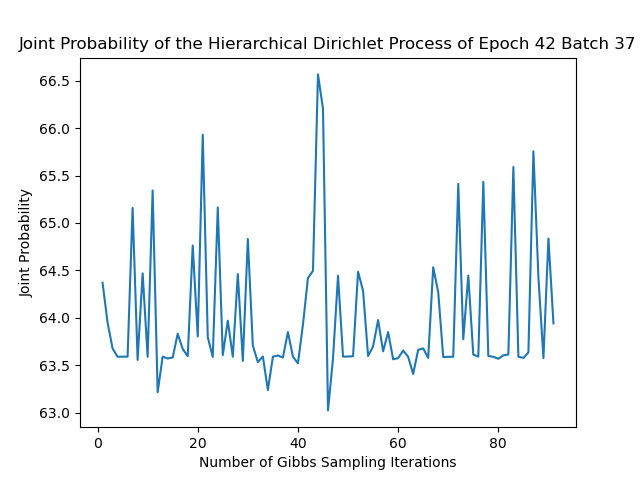 Joint Probability of the Hierarchical Dirichlet Process of Epoch 42 Batch 37
66.5
66.0
65.5
65.0
64.5
64.0
63.5
63.0
Joint Probability
0 20 40 60 80
Number of Gibbs Sampling Iterations